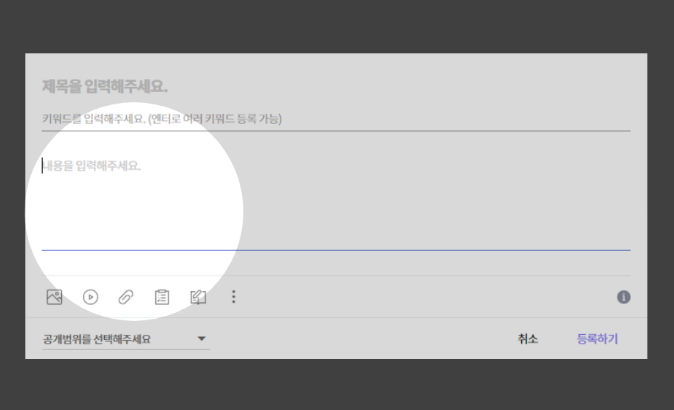 제목을 입력해주세요.
키워드를 입력해주세요. (엔터로 여러 키워드 등록 가능)
내용을 입력해주세요.
공개범위를 선택해주세요
취소
등록하기